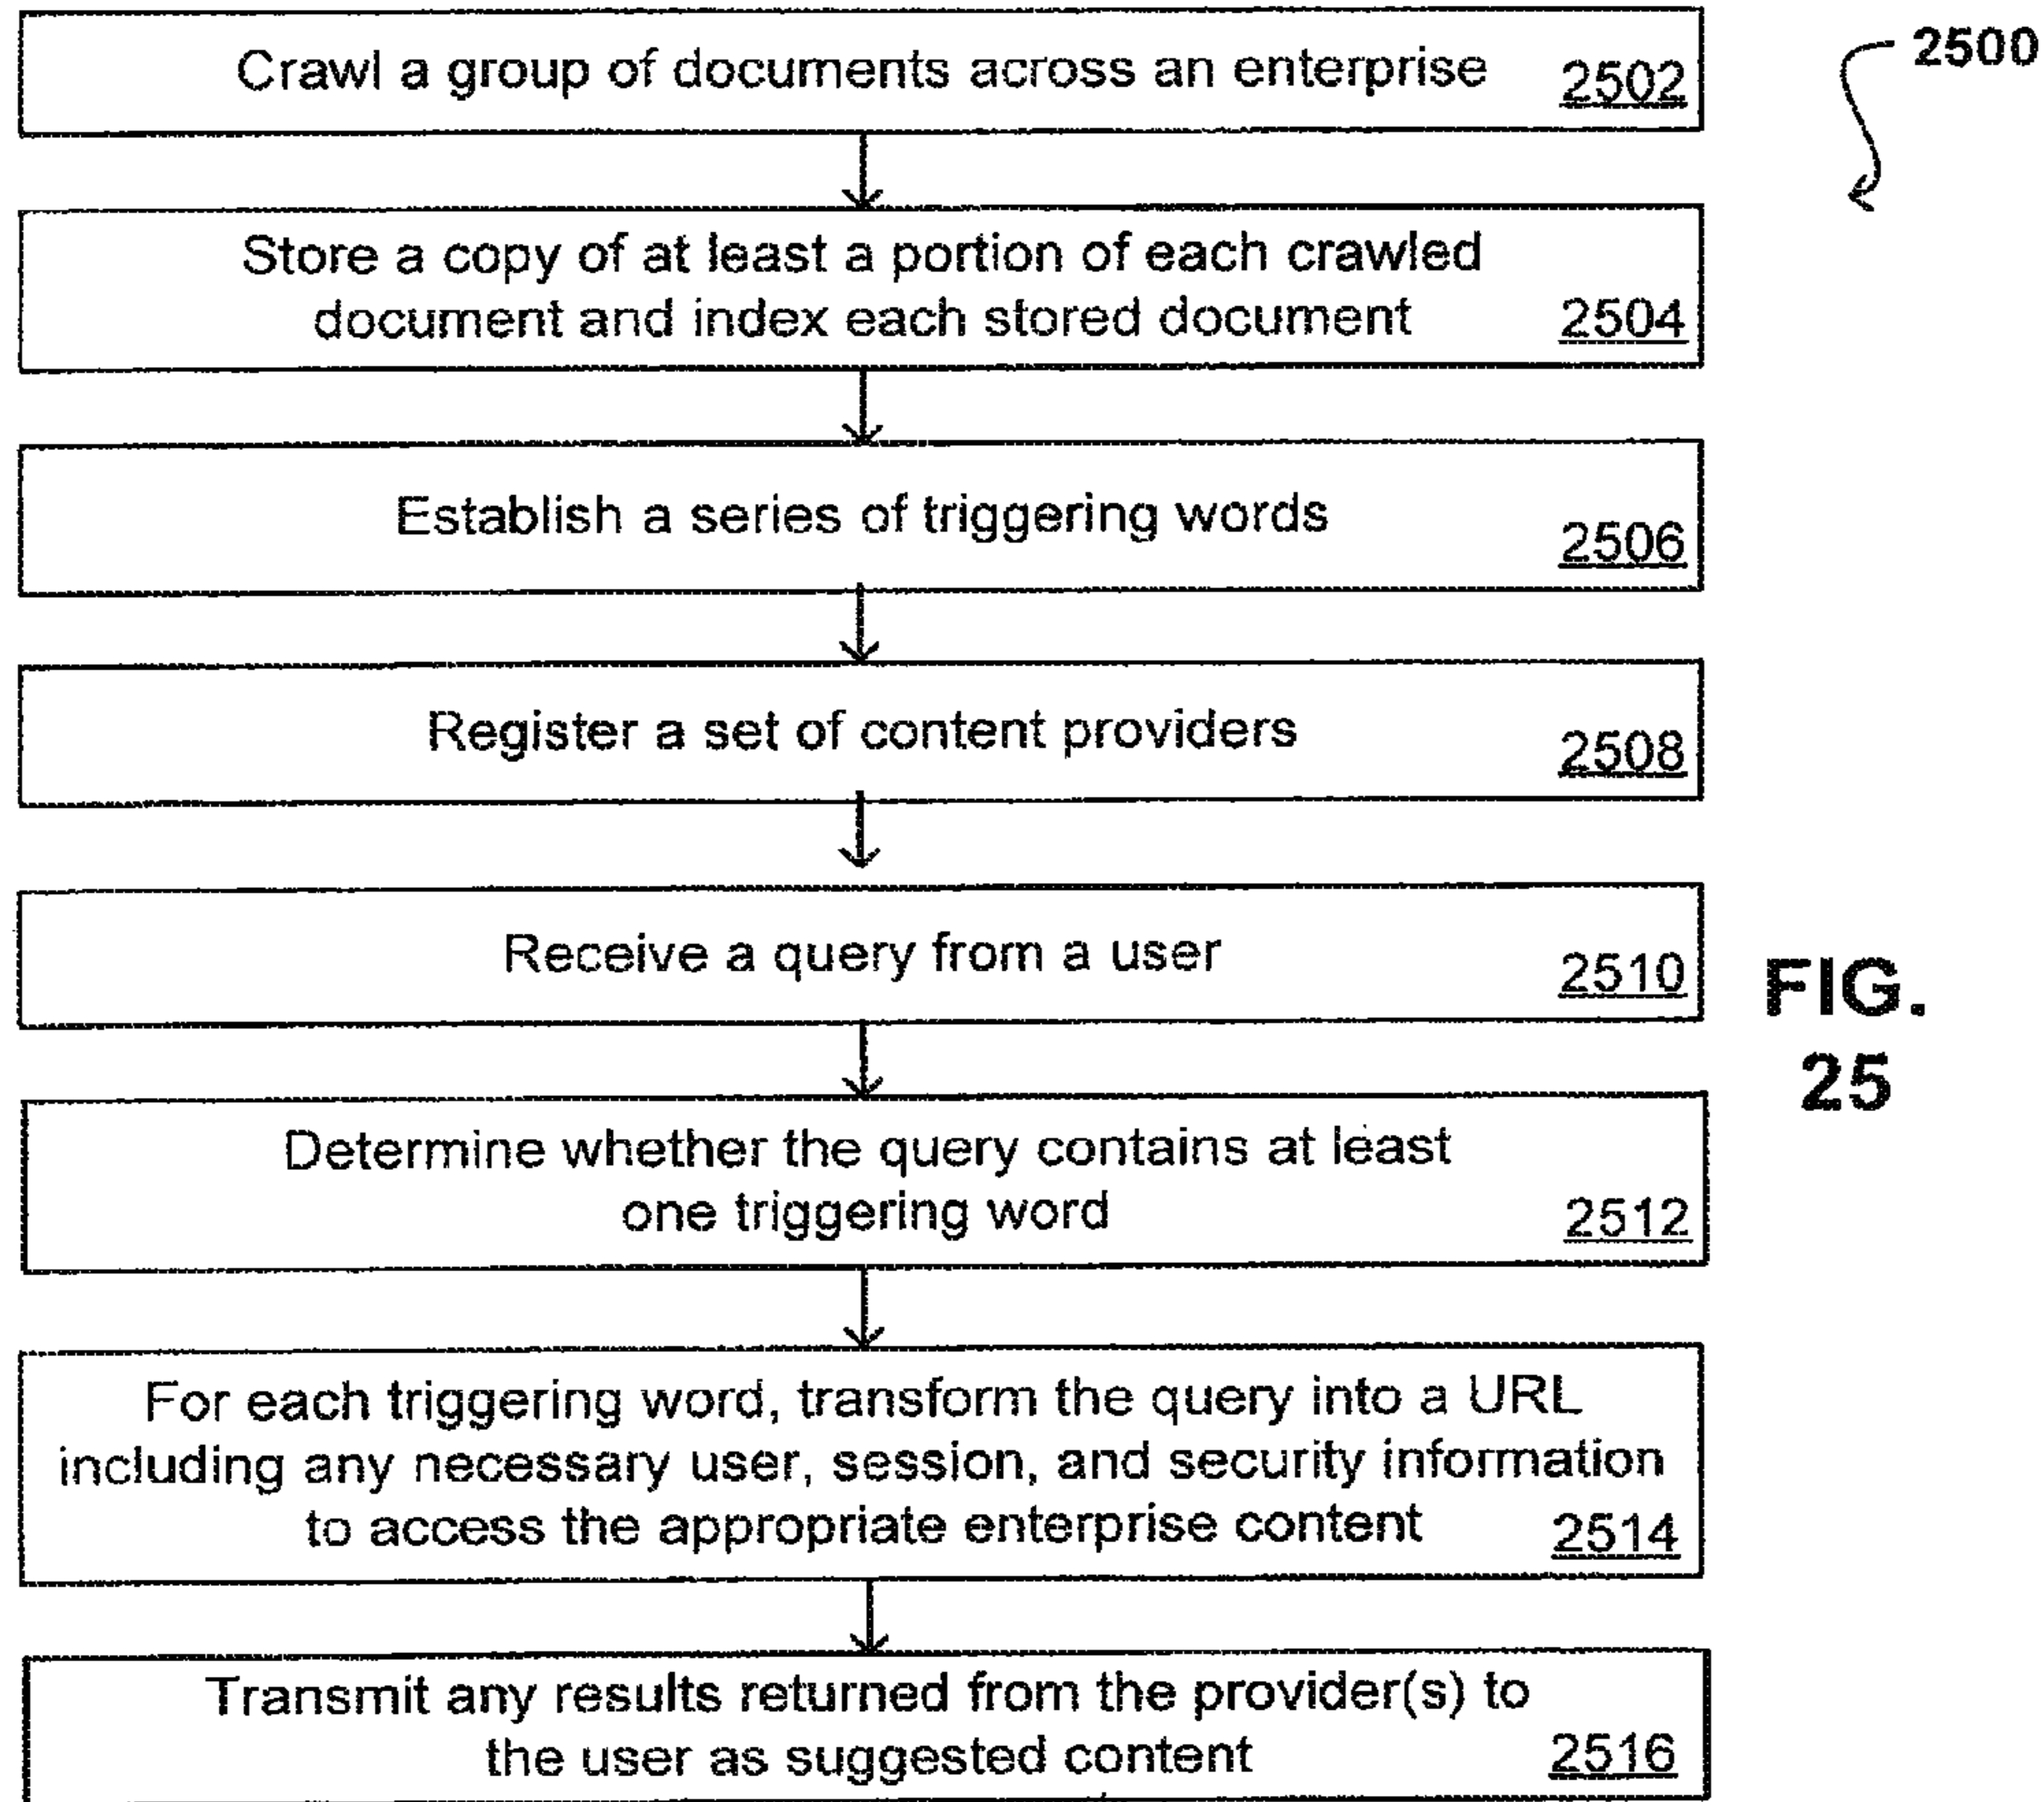 2500
Crawl a group of documents across an enterprise 2502
Store a copy of at least a portion of each crawled
document and index each stored document 2504
Establish a series of triggering words
2506
Register a set of content providers
2508
Receive a query from a user
2510
FIG.
25
Determine whether the query contains at least
one triggering word 2512
For each triggering word, transform the query into a URL
including any necessary user, session, and security information
to access the appropriate enterprise content 2514
Transmit any results returned from the provider(s) to
the user as suggested content 2516